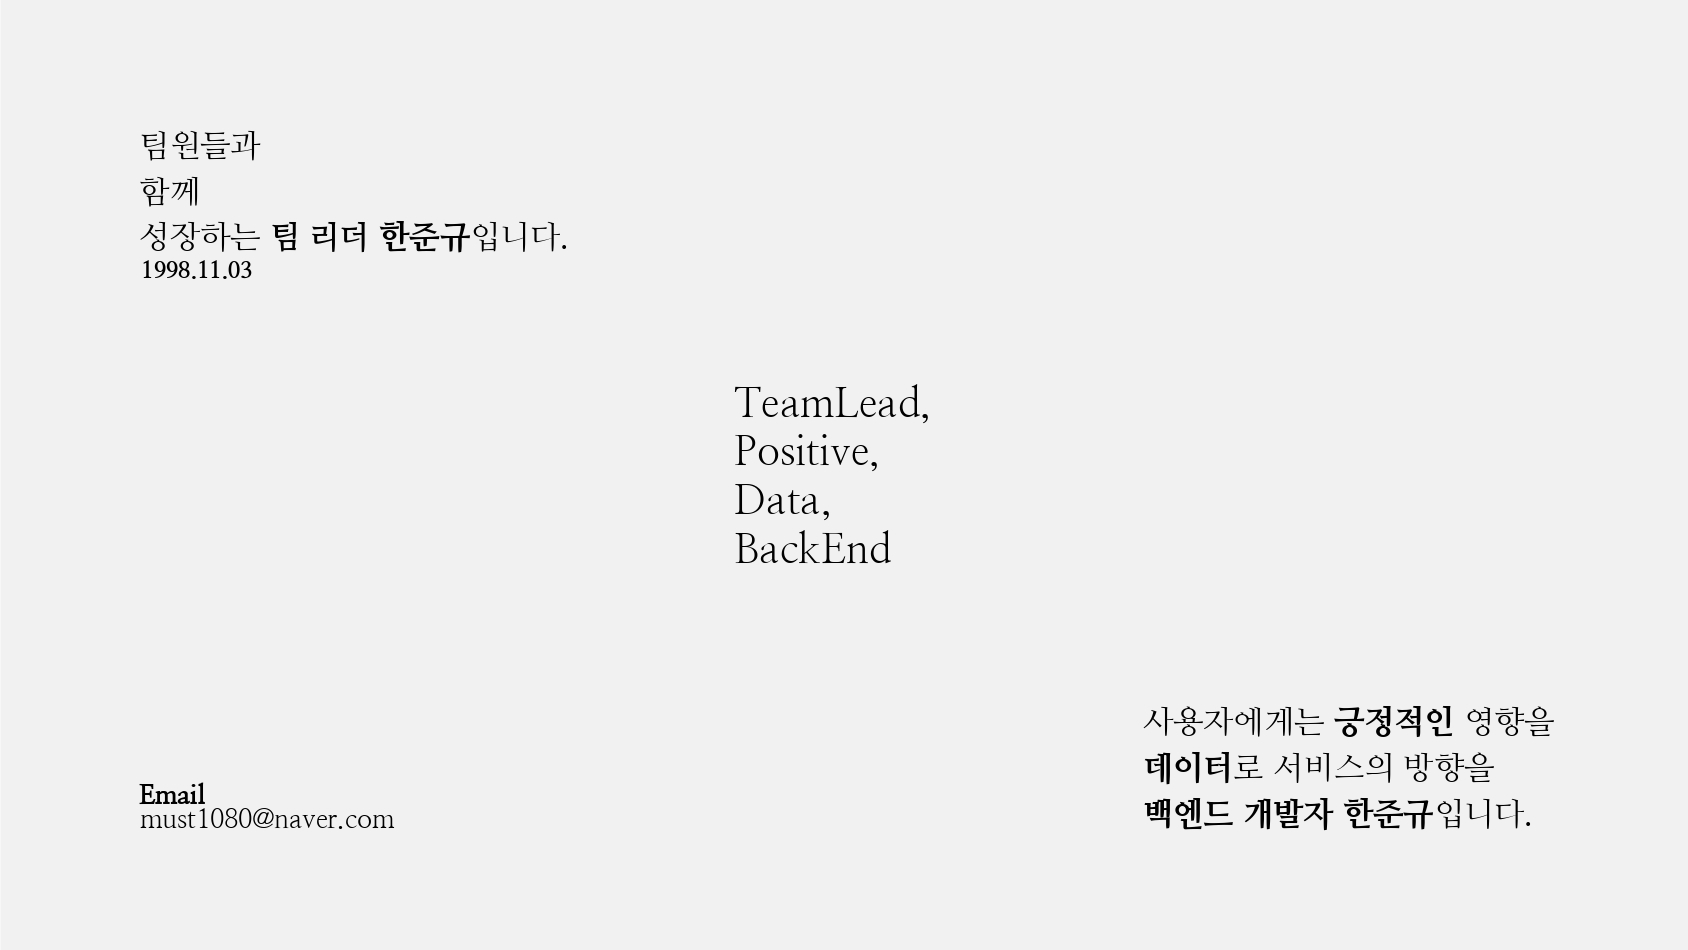 팀원들과
함께
성장하는 팀 리더 한준규입니다.
1998.11.03
TeamLead,
Positive,
Data,
BackEnd
사용자에게는 긍정적인 영향을
데이터로 서비스의 방향을
백엔드 개발자 한준규입니다.
Email
must1080@naver.com